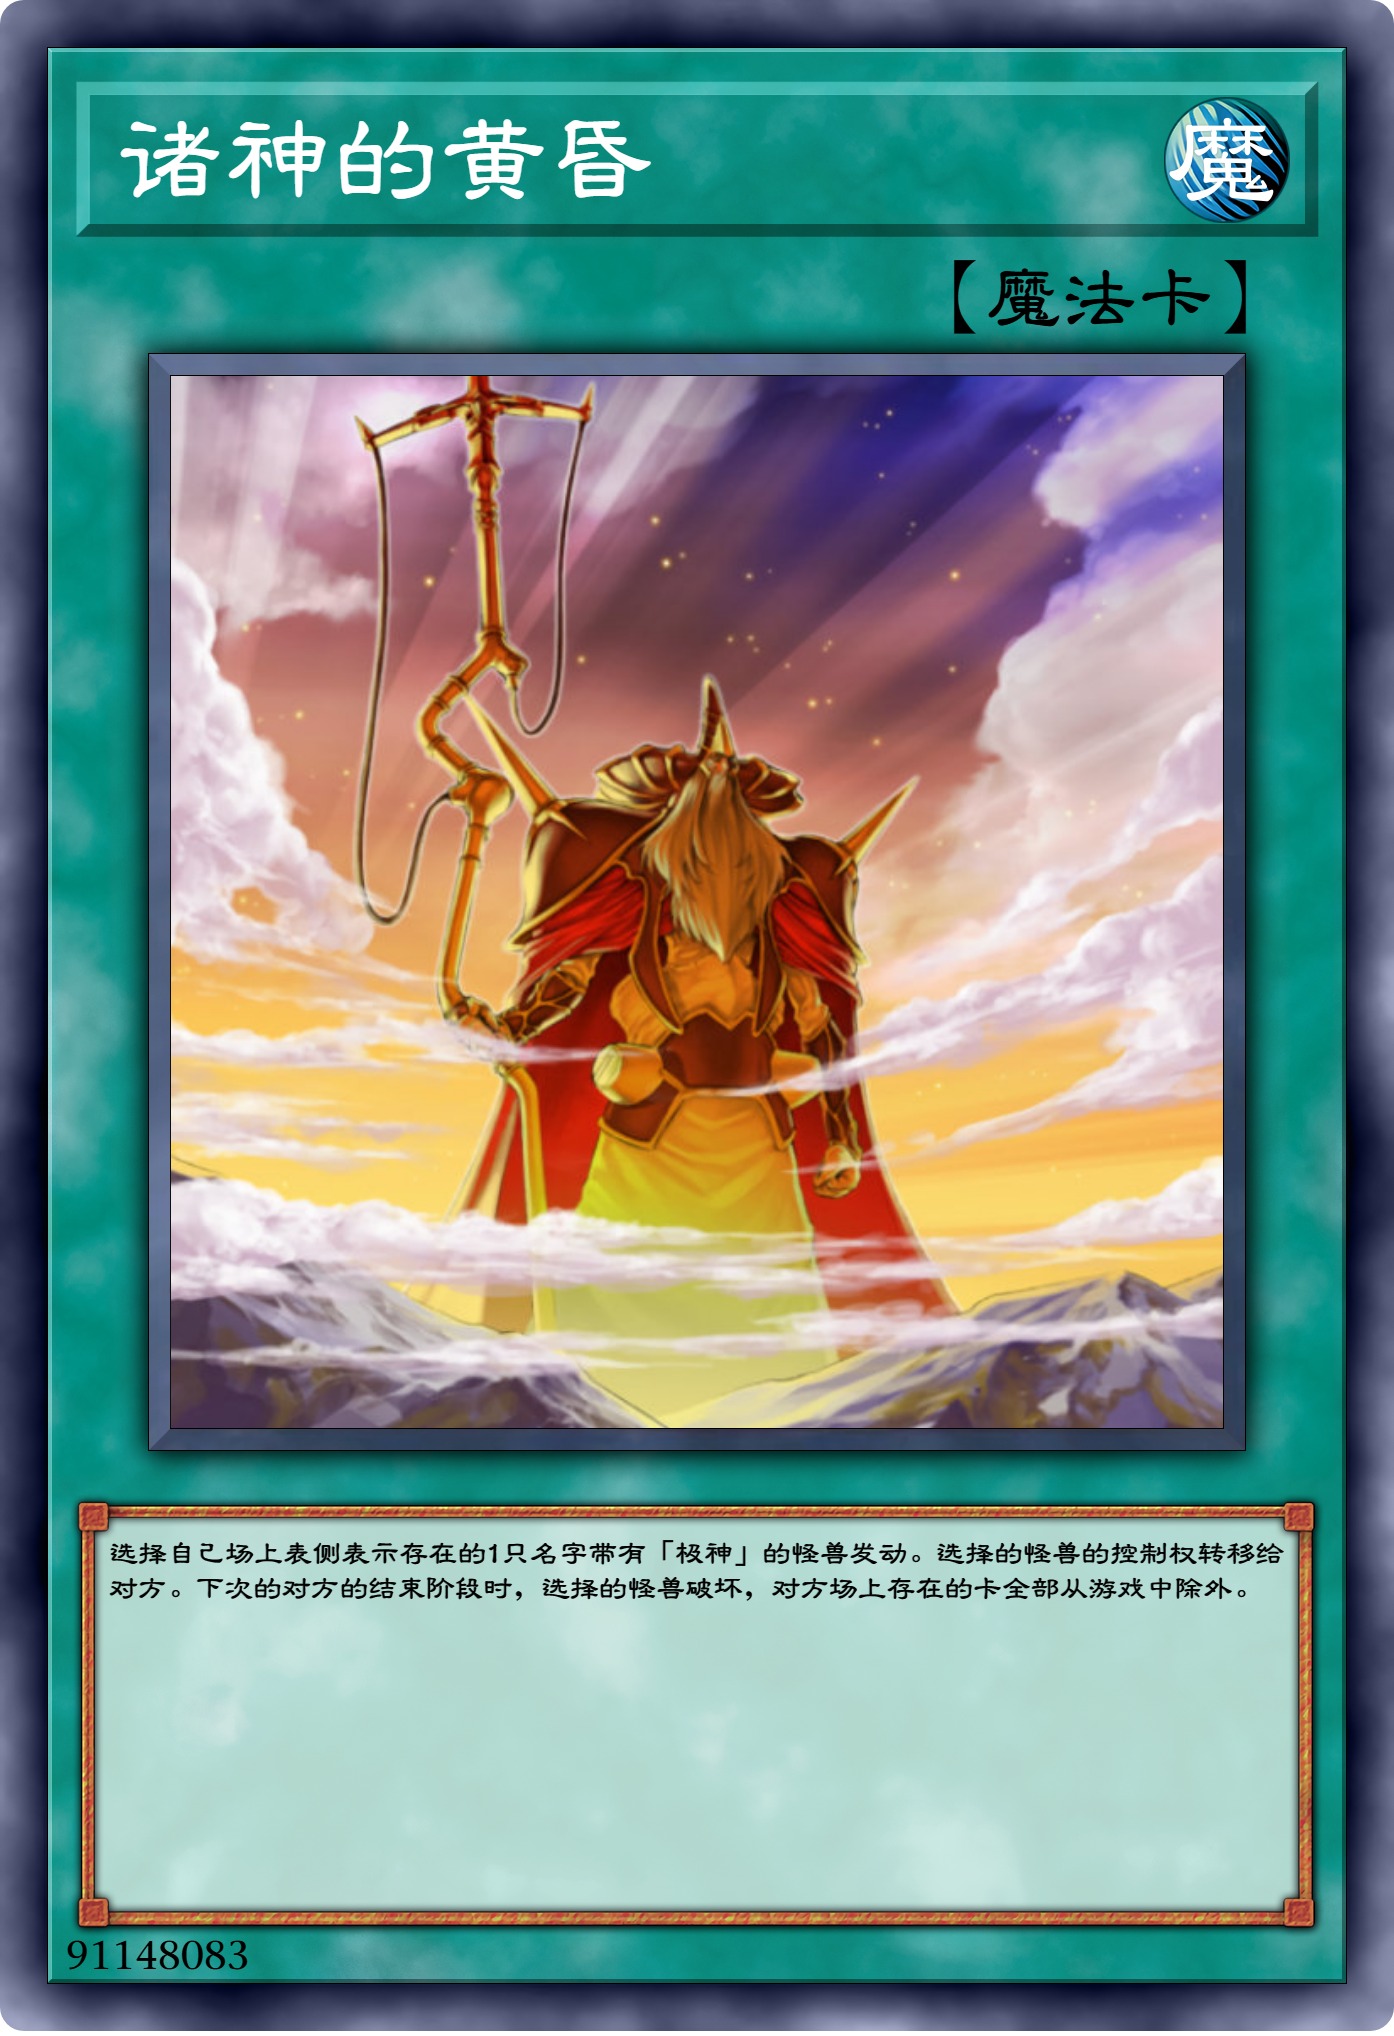 诸神的黄昏
魔
【魔法卡】
选择自己场上表侧表示存在的1只名字带有「极神」的怪兽发动。选择的怪兽的控制权转移给
对方。下次的对方的结束阶段时，选择的怪兽破坏，对方场上存在的卡全部从游戏中除外。
91148083